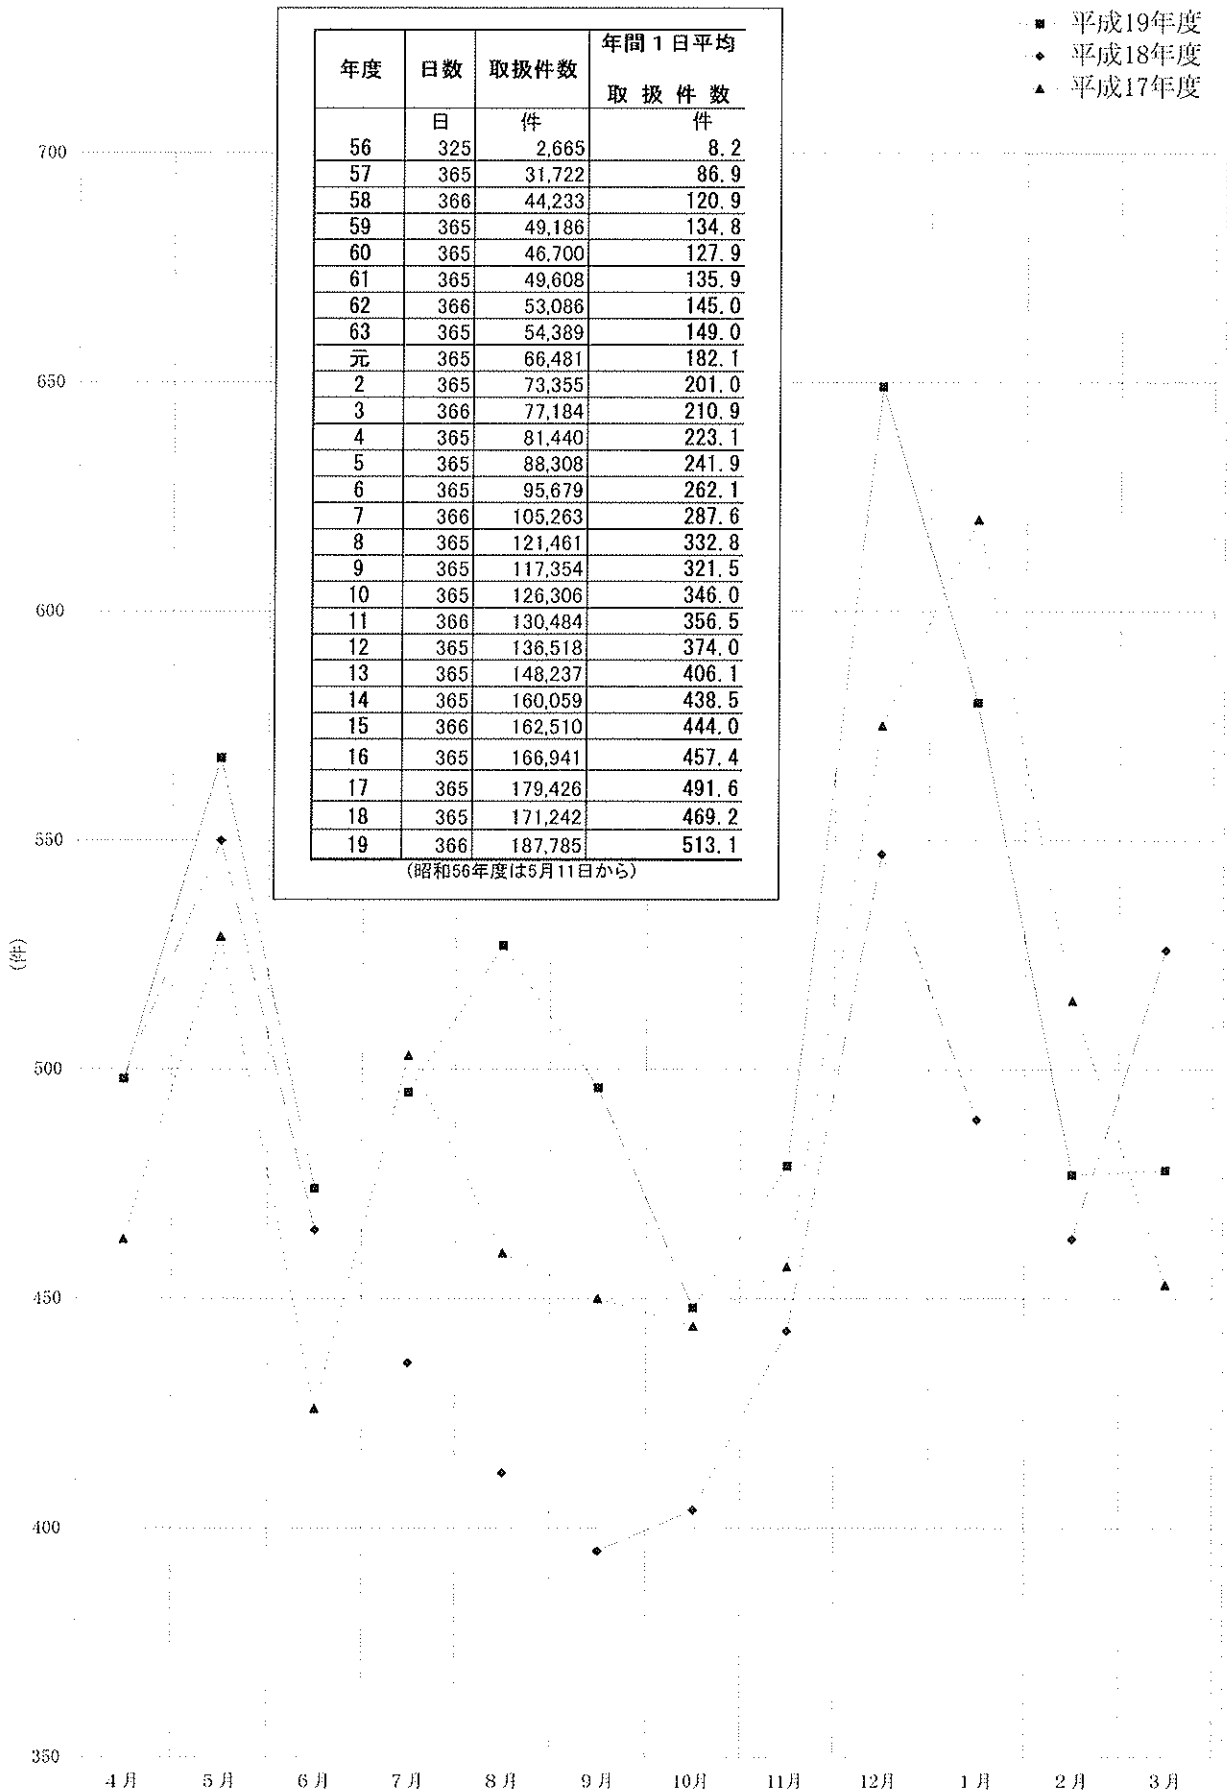 平成19年度
平成18年度
平成17年度
年度 日数 取扱件数 年間１日平均取扱件数
日 件 件
56 325 2,665 8.2
57 365 31,722 86.9
58 366 44,233 120.9
59 365 49,186 134.8
60 365 46,700 127.9
61 365 49,608 135.9
62 366 53,086 145.0
63 365 54,389 149.0
元 365 66,481 182.1
2 365 73,355 201.0
3 366 77,184 210.9
4 365 81,440 223.1
5 365 88,308 241.9
6 365 95,679 262.1
7 366 105,263 287.6
8 365 121,461 332.8
9 365 117,354 321.5
10 365 126,306 346.0
11 366 130,484 356.5
12 365 136,518 374.0
13 365 148,237 406.1
14 365 160,059 438.5
15 366 162,510 444.0
16 365 166,941 457.4
17 365 179,426 491.6
18 365 171,242 469.2
19 366 187,785 513.1
(昭和56年度は5月11日から)
(件)
700
650
600
550
500
450
400
350
4月 5月 6月 7月 8月 9月 10月 11月 12月 1月 2月 3月